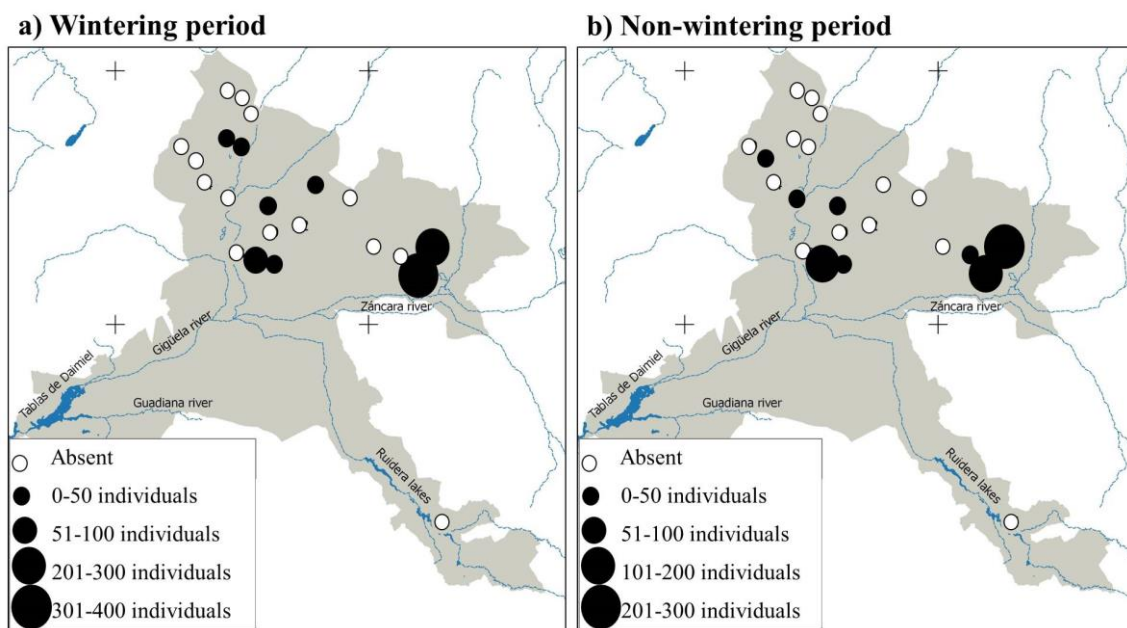 a) Wintering period
Záncara river
Gigüela river
Tablas de Daimiel
Guadiana river
Ruidera lakes
Absent
0-50 individuals
51-100 individuals
201-300 individuals
301-400 individuals
b) Non-wintering period
Záncara river
Gigüela river
Tablas de Daimiel
Guadiana river
Ruidera lakes
Absent
0-50 individuals
51-100 individuals
101-200 individuals
201-300 individuals